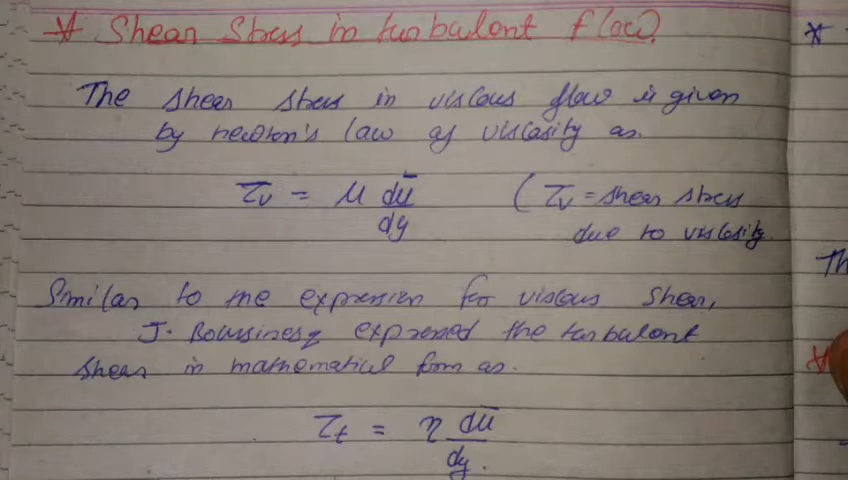 * Shear Stress in turbulent flow.
The shear stress in viscous flow is given
by newton's law of viscosity as.
τv = μ dū/dy (τv = shear stress
due to viscosity.
Similar to the expression for viscous shear,
J. Boussinesq expressed the turbulent
shear in mathematical form as.
τt = η dū/dy.
*
Th
*